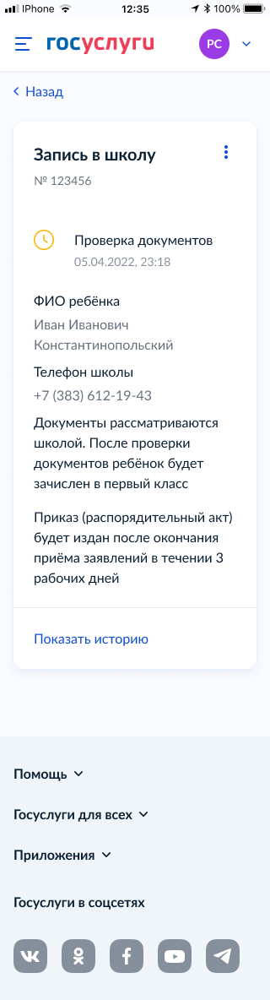 IPhone 12:35 100%
госуслуги РС
Назад
Запись в школу
№ 123456
Проверка документов
05.04.2022, 23:18
ФИО ребёнка
Иван Иванович
Константинопольский
Телефон школы
+7 (383) 612-19-43
Документы рассматриваются
школой. После проверки
документов ребёнок будет
зачислен в первый класс
Приказ (распорядительный акт)
будет издан после окончания
приёма заявлений в течении 3
рабочих дней
Показать историю
Помощь
Госуслуги для всех
Приложения
Госуслуги в соцсетях